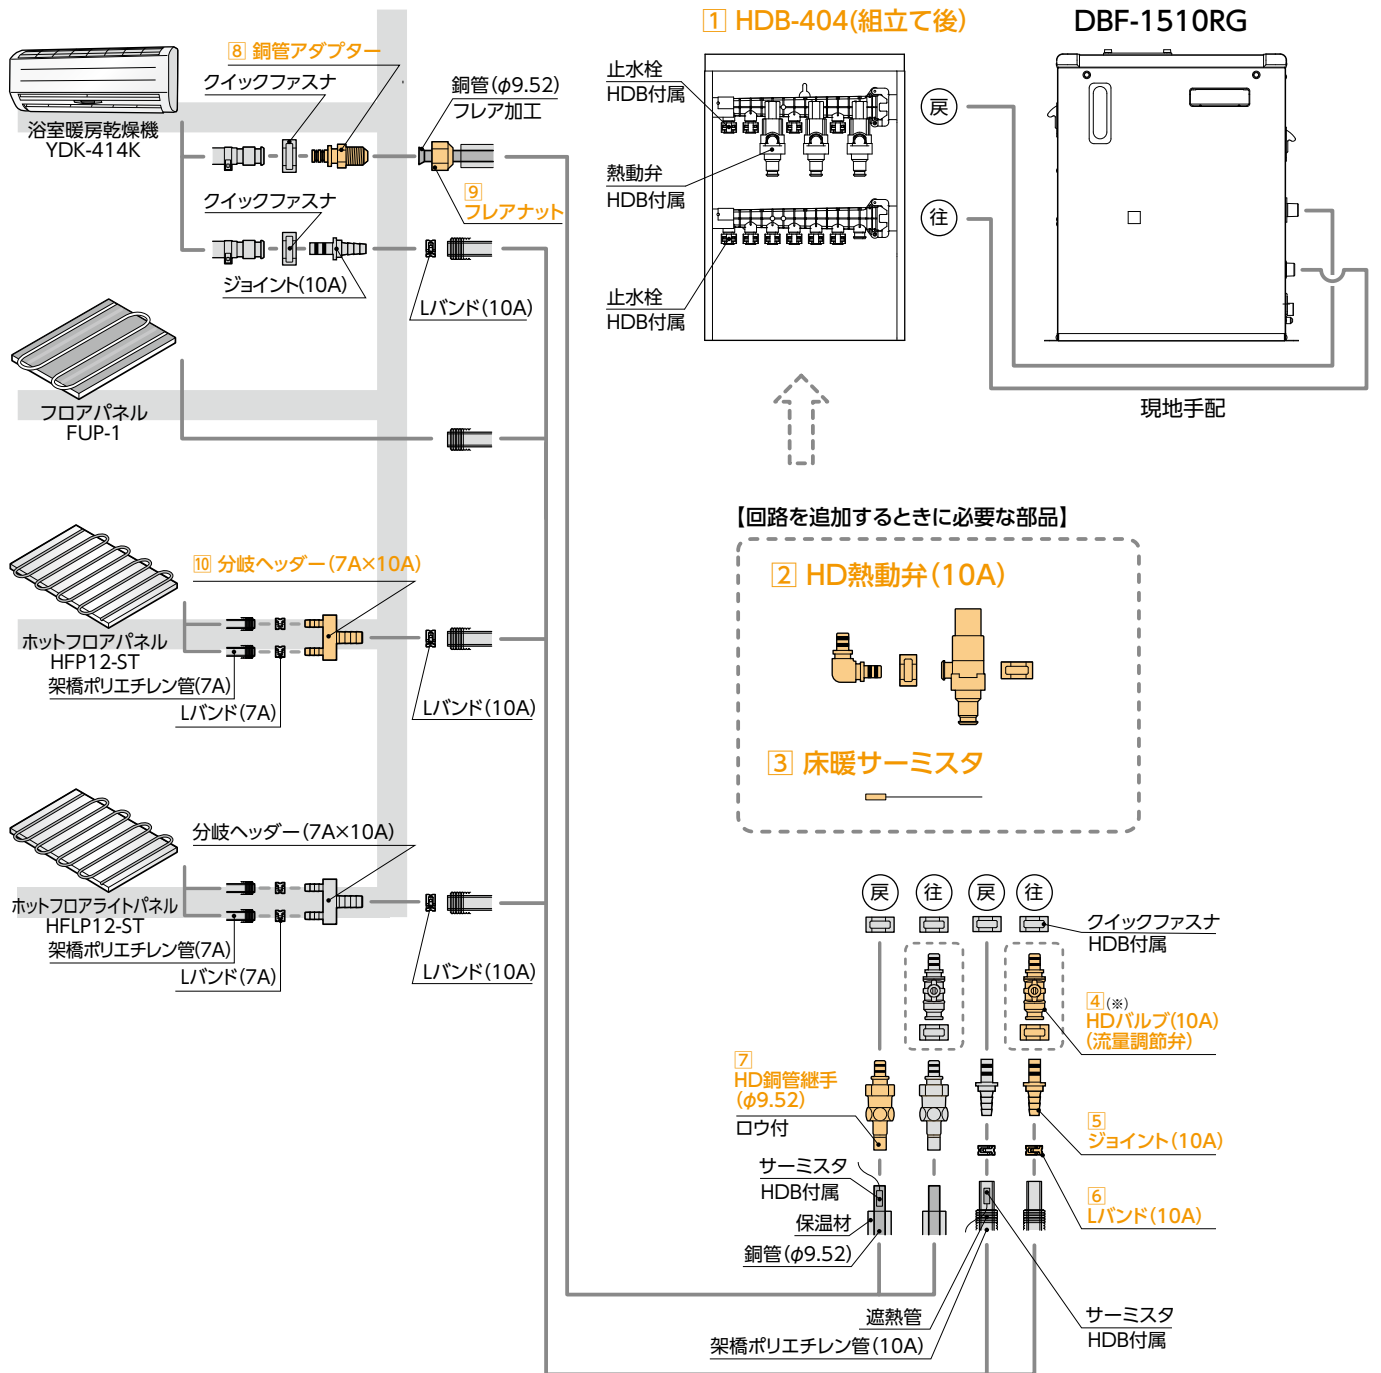 1 HDB-404(組立て後)
DBF-1510RG
8 銅管アダプター
クイックファスナ
銅管(φ9.52)
フレア加工
浴室暖房乾燥機
YDK-414K
9
フレアナット
クイックファスナ
ジョイント(10A)
Lバンド(10A)
止水栓
HDB付属
熱動弁
HDB付属
止水栓
HDB付属
戻
往
現地手配
フロアパネル
FUP-1
【回路を追加するときに必要な部品】
2 HD熱動弁(10A)
3 床暖サーミスタ
10 分岐ヘッダー(7A×10A)
ホットフロアパネル
HFP12-ST
架橋ポリエチレン管(7A)
Lバンド(7A)
Lバンド(10A)
分岐ヘッダー(7A×10A)
ホットフロアライトパネル
HFLP12-ST
架橋ポリエチレン管(7A)
Lバンド(7A)
Lバンド(10A)
戻 往 戻 往
クイックファスナ
HDB付属
4(※)
HDバルブ(10A)
(流量調節弁)
7
HD銅管継手
(φ9.52)
ロウ付
5
ジョイント(10A)
サーミスタ
HDB付属
6
Lバンド(10A)
保温材
銅管(φ9.52)
遮熱管
架橋ポリエチレン管(10A)
サーミスタ
HDB付属